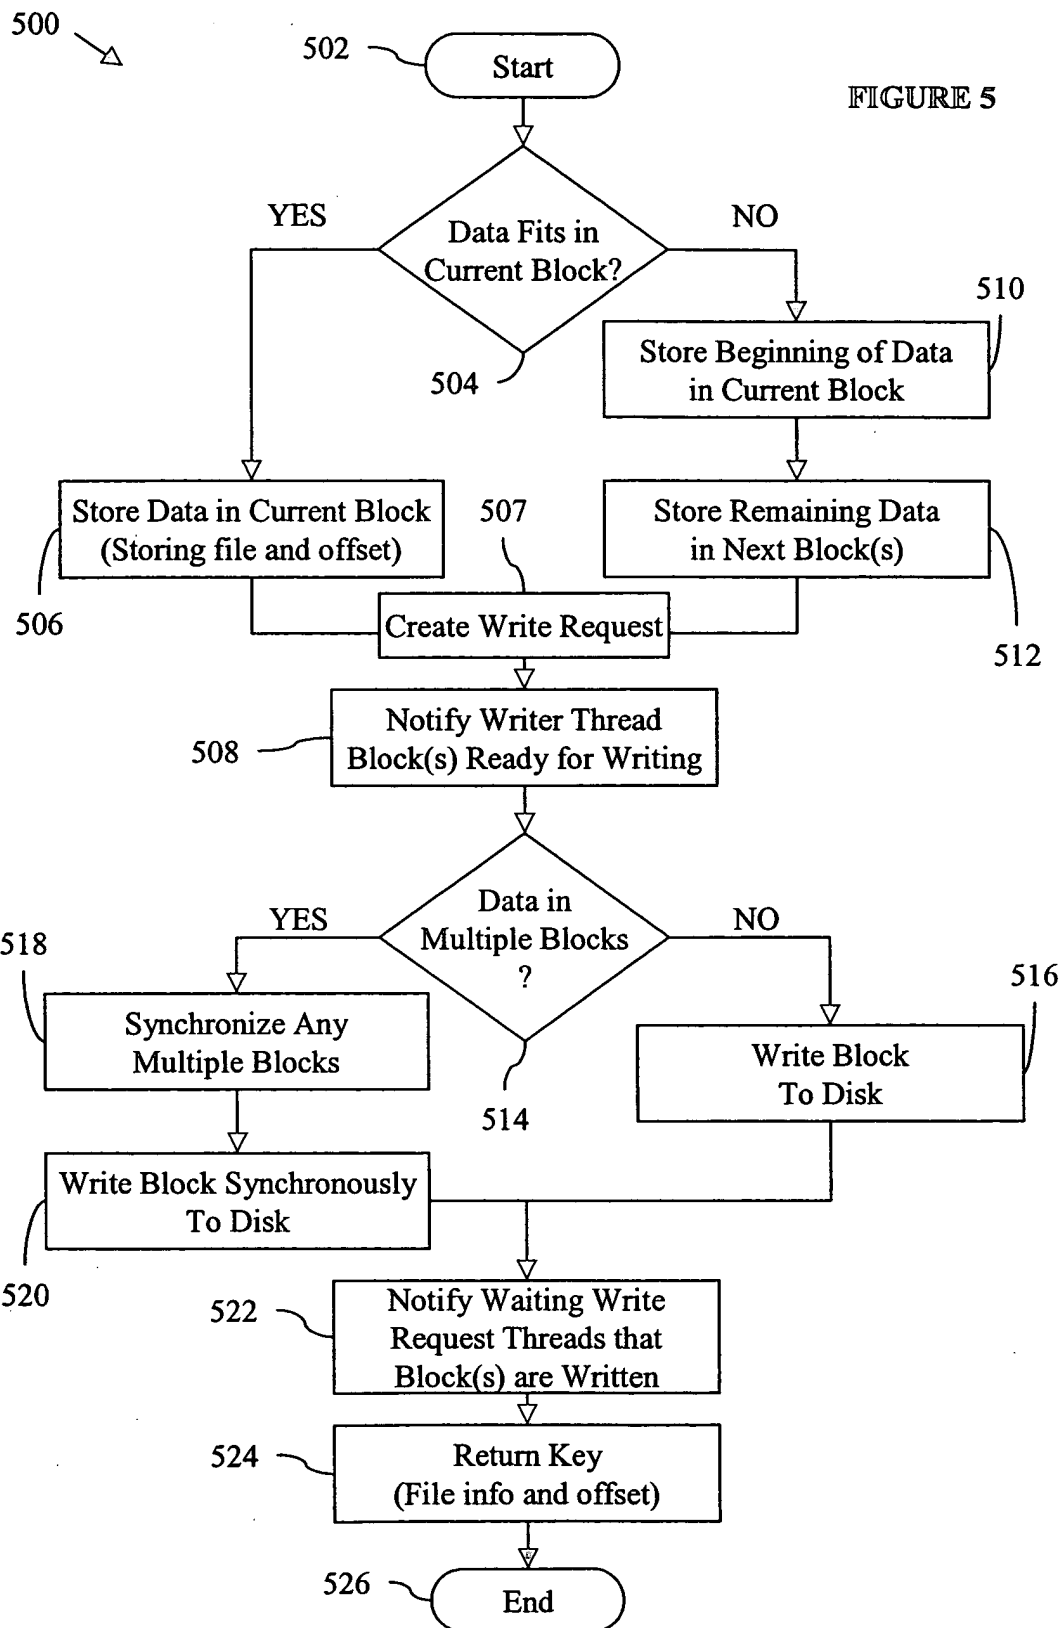 500
502
Start
FIGURE 5
YES
NO
Data Fits in
Current Block?
504
510
Store Beginning of Data
in Current Block
Store Data in Current Block
(Storing file and offset)
506
507
Store Remaining Data
in Next Block(s)
512
Create Write Request
508
Notify Writer Thread
Block(s) Ready for Writing
YES
NO
Data in
Multiple Blocks
?
514
518
Synchronize Any
Multiple Blocks
516
Write Block
To Disk
Write Block Synchronously
To Disk
520
522
Notify Waiting Write
Request Threads that
Block(s) are Written
524
Return Key
(File info and offset)
526
End